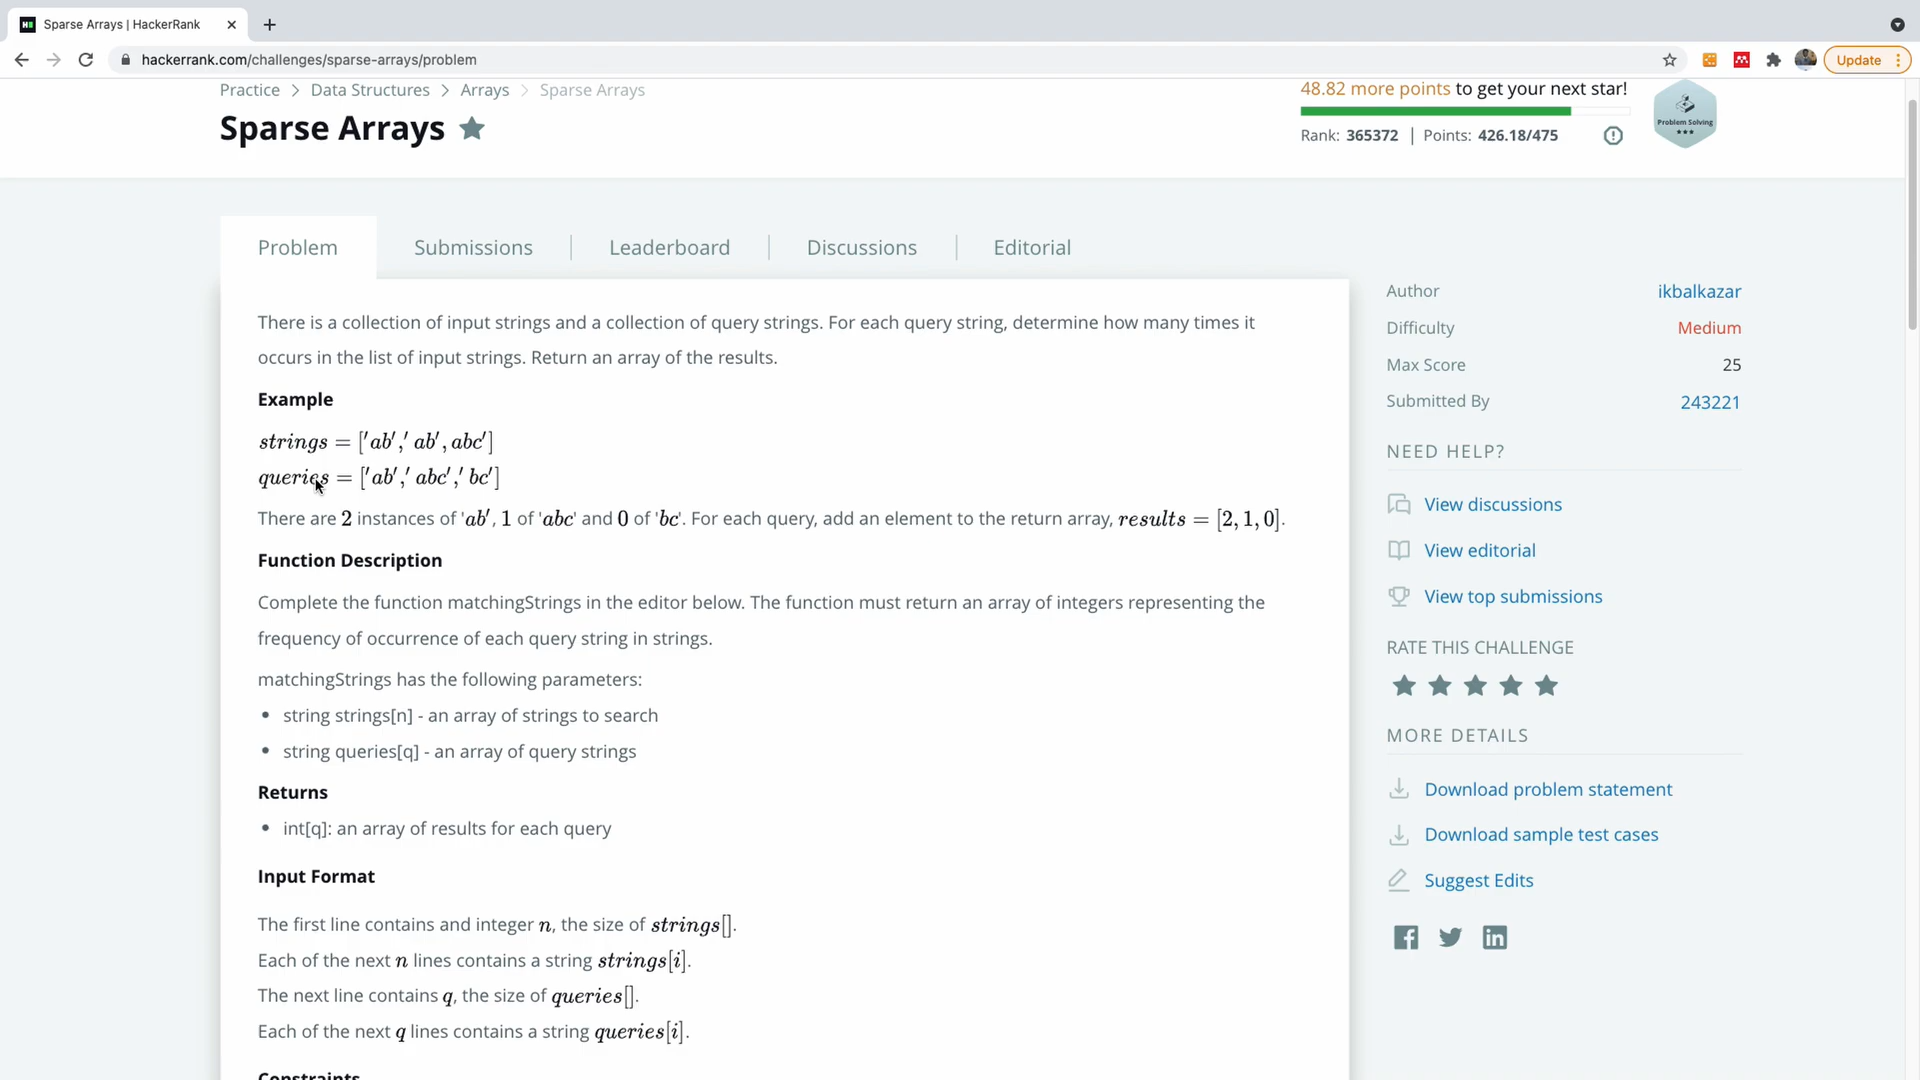 Sparse Arrays | HackerRank
hackerrank.com/challenges/sparse-arrays/problem
Update
Practice > Data Structures > Arrays > Sparse Arrays
48.82 more points to get your next star!
Sparse Arrays
Rank: 365372 | Points: 426.18/475
Problem Solving
Problem
Submissions
Leaderboard
Discussions
Editorial
There is a collection of input strings and a collection of query strings. For each query string, determine how many times it
occurs in the list of input strings. Return an array of the results.
Example
strings = ['ab',' ab', abc']
queries = ['ab',' abc',' bc']
There are 2 instances of 'ab', 1 of 'abc' and 0 of 'bc'. For each query, add an element to the return array, results = [2, 1, 0].
Function Description
Complete the function matchingStrings in the editor below. The function must return an array of integers representing the
frequency of occurrence of each query string in strings.
matchingStrings has the following parameters:
• string strings[n] - an array of strings to search
• string queries[q] - an array of query strings
Returns
• int[q]: an array of results for each query
Input Format
The first line contains and integer n, the size of strings[].
Each of the next n lines contains a string strings[i].
The next line contains q, the size of queries[].
Each of the next q lines contains a string queries[i].
Constraints
Author ikbalkazar
Difficulty Medium
Max Score 25
Submitted By 243221
NEED HELP?
View discussions
View editorial
View top submissions
RATE THIS CHALLENGE
MORE DETAILS
Download problem statement
Download sample test cases
Suggest Edits